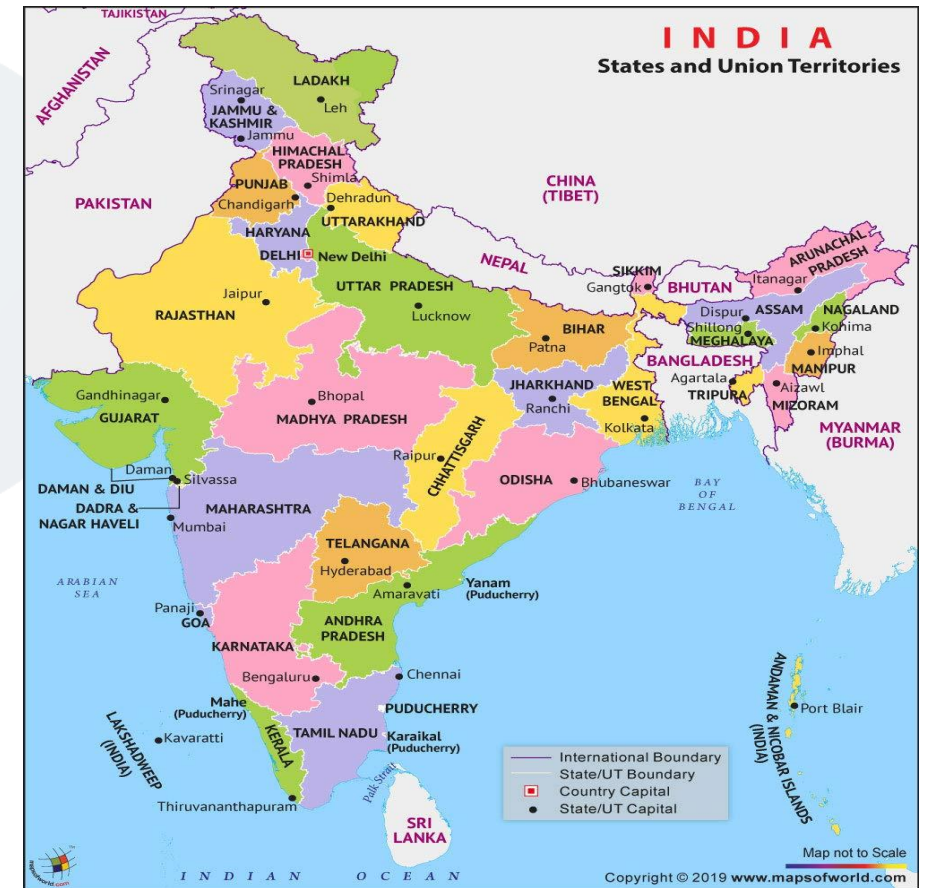 TAJIKISTAN
INDIA
States and Union Territories
AFGHANISTAN
LADAKH
Srinagar
Leh
JAMMU &
KASHMIR
Jammu
HIMACHAL
PRADESH
Shimla
PUNJAB
Chandigarh
Dehradun
UTTARAKHAND
CHINA
(TIBET)
PAKISTAN
HARYANA
DELHI
New Delhi
NEPAL
SIKKIM
Gangtok
BHUTAN
ARUNACHAL
PRADESH
Itanagar
Jaipur
RAJASTHAN
UTTAR PRADESH
Lucknow
BIHAR
Patna
Dispur
ASSAM
NAGALAND
Shillong
Kohima
MEGHALAYA
Imphal
MANIPUR
BANGLADESH
Agartala
TRIPURA
Aizawl
MIZORAM
Gandhinagar
GUJARAT
Bhopal
MADHYA PRADESH
JHARKHAND
Ranchi
WEST
BENGAL
Kolkata
MYANMAR
(BURMA)
CHHATTISGARH
Raipur
ODISHA
Bhubaneswar
BAY
OF
BENGAL
Daman
Silvassa
DAMAN & DIU
DADRA &
NAGAR HAVELI
MAHARASHTRA
Mumbai
TELANGANA
Hyderabad
ARABIAN
SEA
Amaravati
Yanam
(Puducherry)
Panaji
GOA
ANDHRA
PRADESH
KARNATAKA
Bengaluru
Chennai
Mahe
(Puducherry)
PUDUCHERRY
KERALA
TAMIL NADU
Karaikal
(Puducherry)
LAKSHADWEEP
(INDIA)
Kavaratti
ANDAMAN & NICOBAR ISLANDS
(INDIA)
Port Blair
Thiruvananthapuram
Palk Strait
SRI
LANKA
International Boundary
State/UT Boundary
Country Capital
State/UT Capital
Map not to Scale
mapsofworld.com
INDIAN OCEAN
Copyright © 2019 www.mapsofworld.com